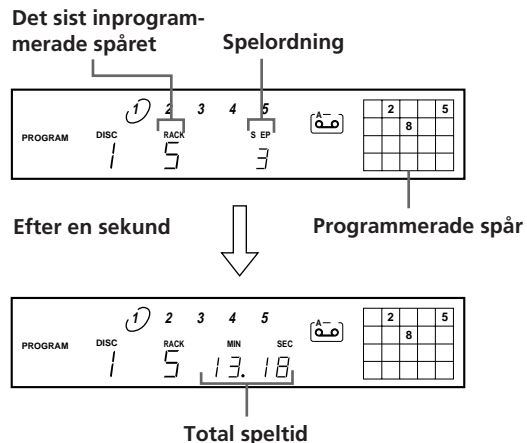 Det sist inprogram-
merade spåret
Spelordning
1 2 3 4 5
A
2 5
8
PROGRAM DISC RACK S EP
1 5 3
Efter en sekund
Programmerade spår
1 2 3 4 5
A
2 5
8
PROGRAM DISC RACK MIN SEC
1 5 13. 18
Total speltid